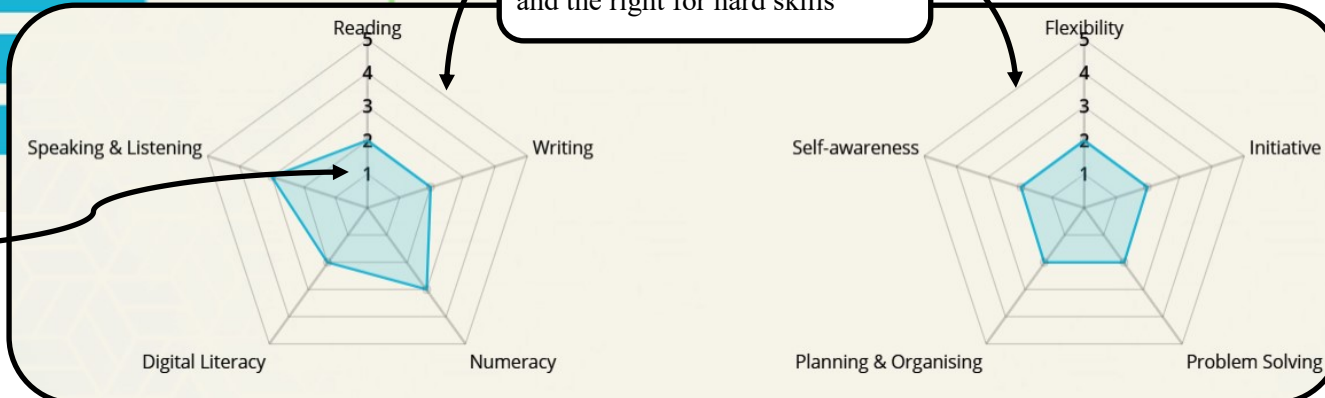 and the right for hard skills
Reading
5
4
3
2
1
Speaking & Listening
Writing
Digital Literacy
Numeracy
Flexibility
5
4
3
2
1
Self-awareness
Initiative
Planning & Organising
Problem Solving